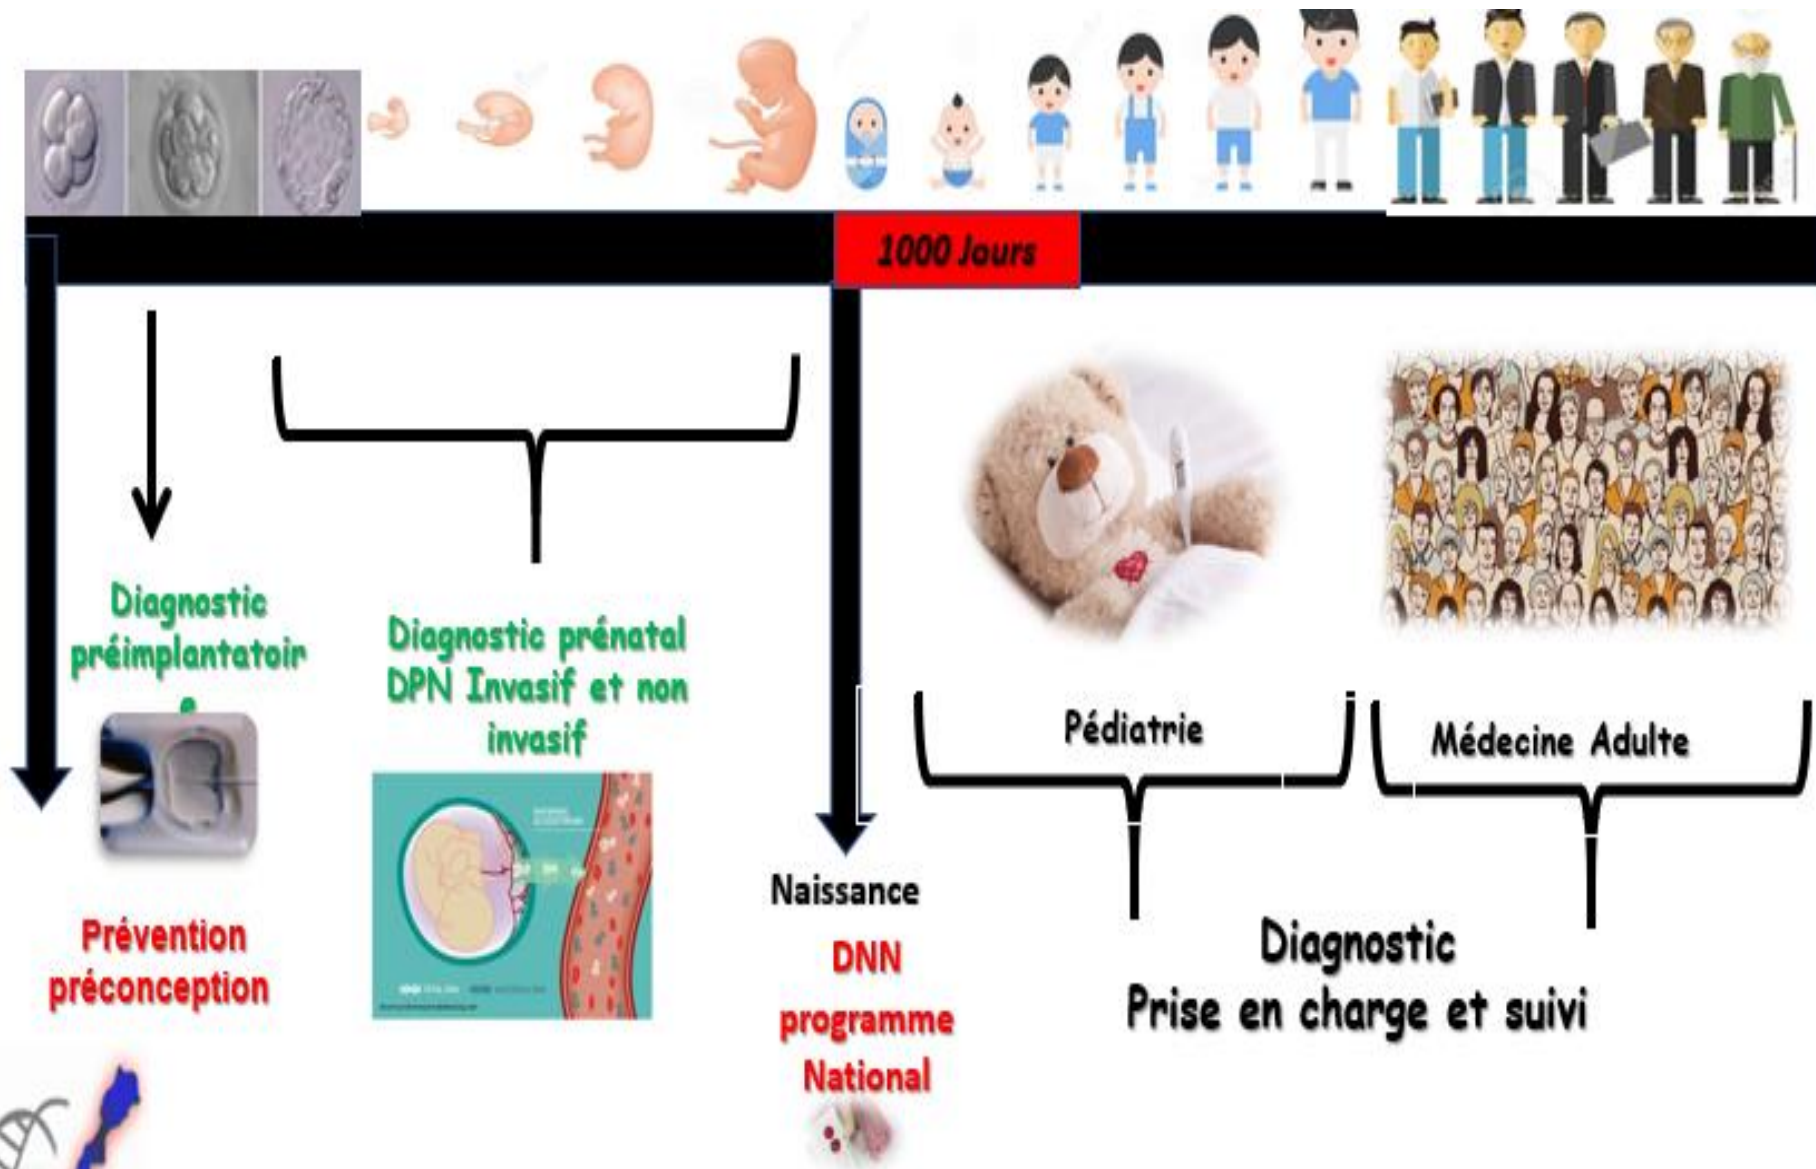 1000 Jours
Diagnostic
préimplantatoir
e
Prévention
préconception
Diagnostic prénatal
DPN Invasif et non
invasif
Naissance
DNN
programme
National
Pédiatrie
Médecine Adulte
Diagnostic
Prise en charge et suivi